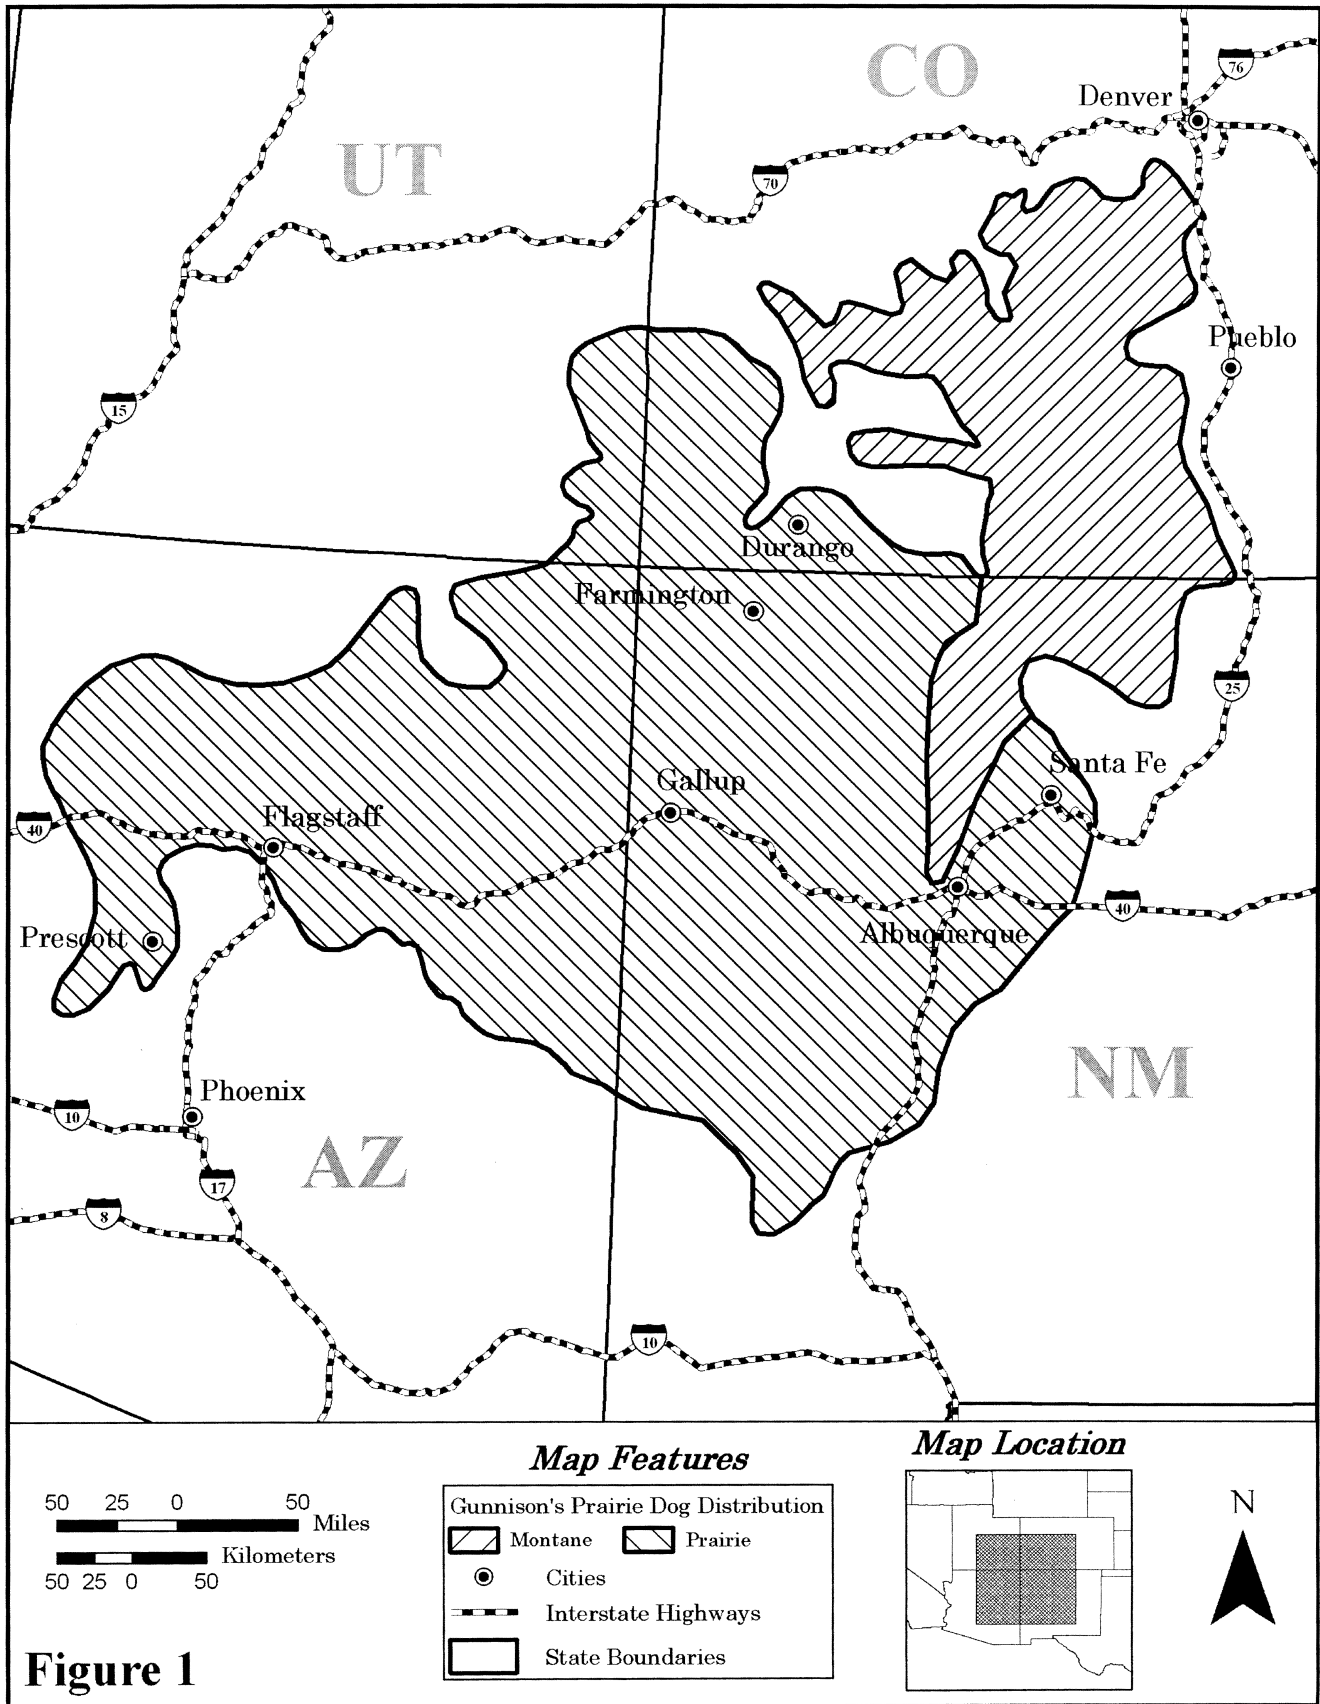 CO
76
Denver
UT
70
Pueblo
15
Durango
Farmington
25
Santa Fe
Gallup
Flagstaff
40
40
Prescott
Albuquerque
NM
Phoenix
10
AZ
17
8
10
Map Features
Map Location
50 25 0 50
Miles
Kilometers
50 25 0 50
Gunnison's Prairie Dog Distribution
Montane Prairie
Cities
Interstate Highways
State Boundaries
N
Figure 1